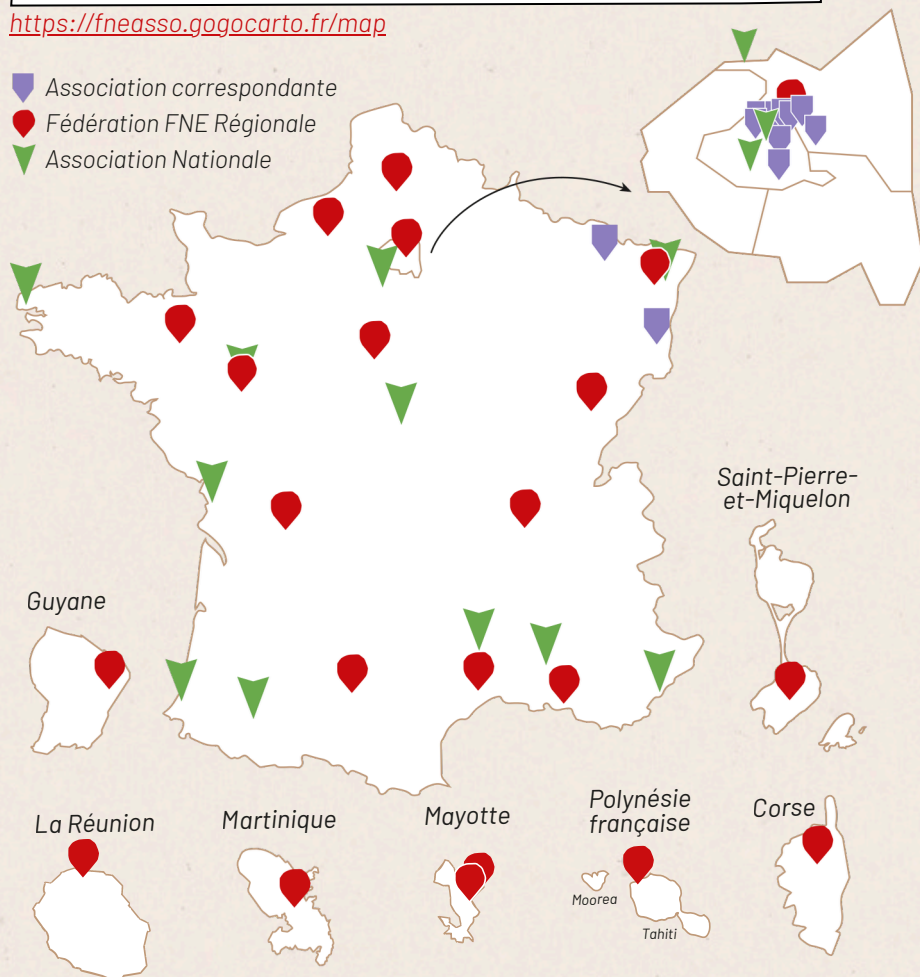 https://fneasso.gogocarto.fr/map
Association correspondante
Fédération FNE Régionale
Association Nationale
Saint-Pierre-
et-Miquelon
Guyane
La Réunion
Martinique
Mayotte
Polynésie
française
Corse
Moorea
Tahiti